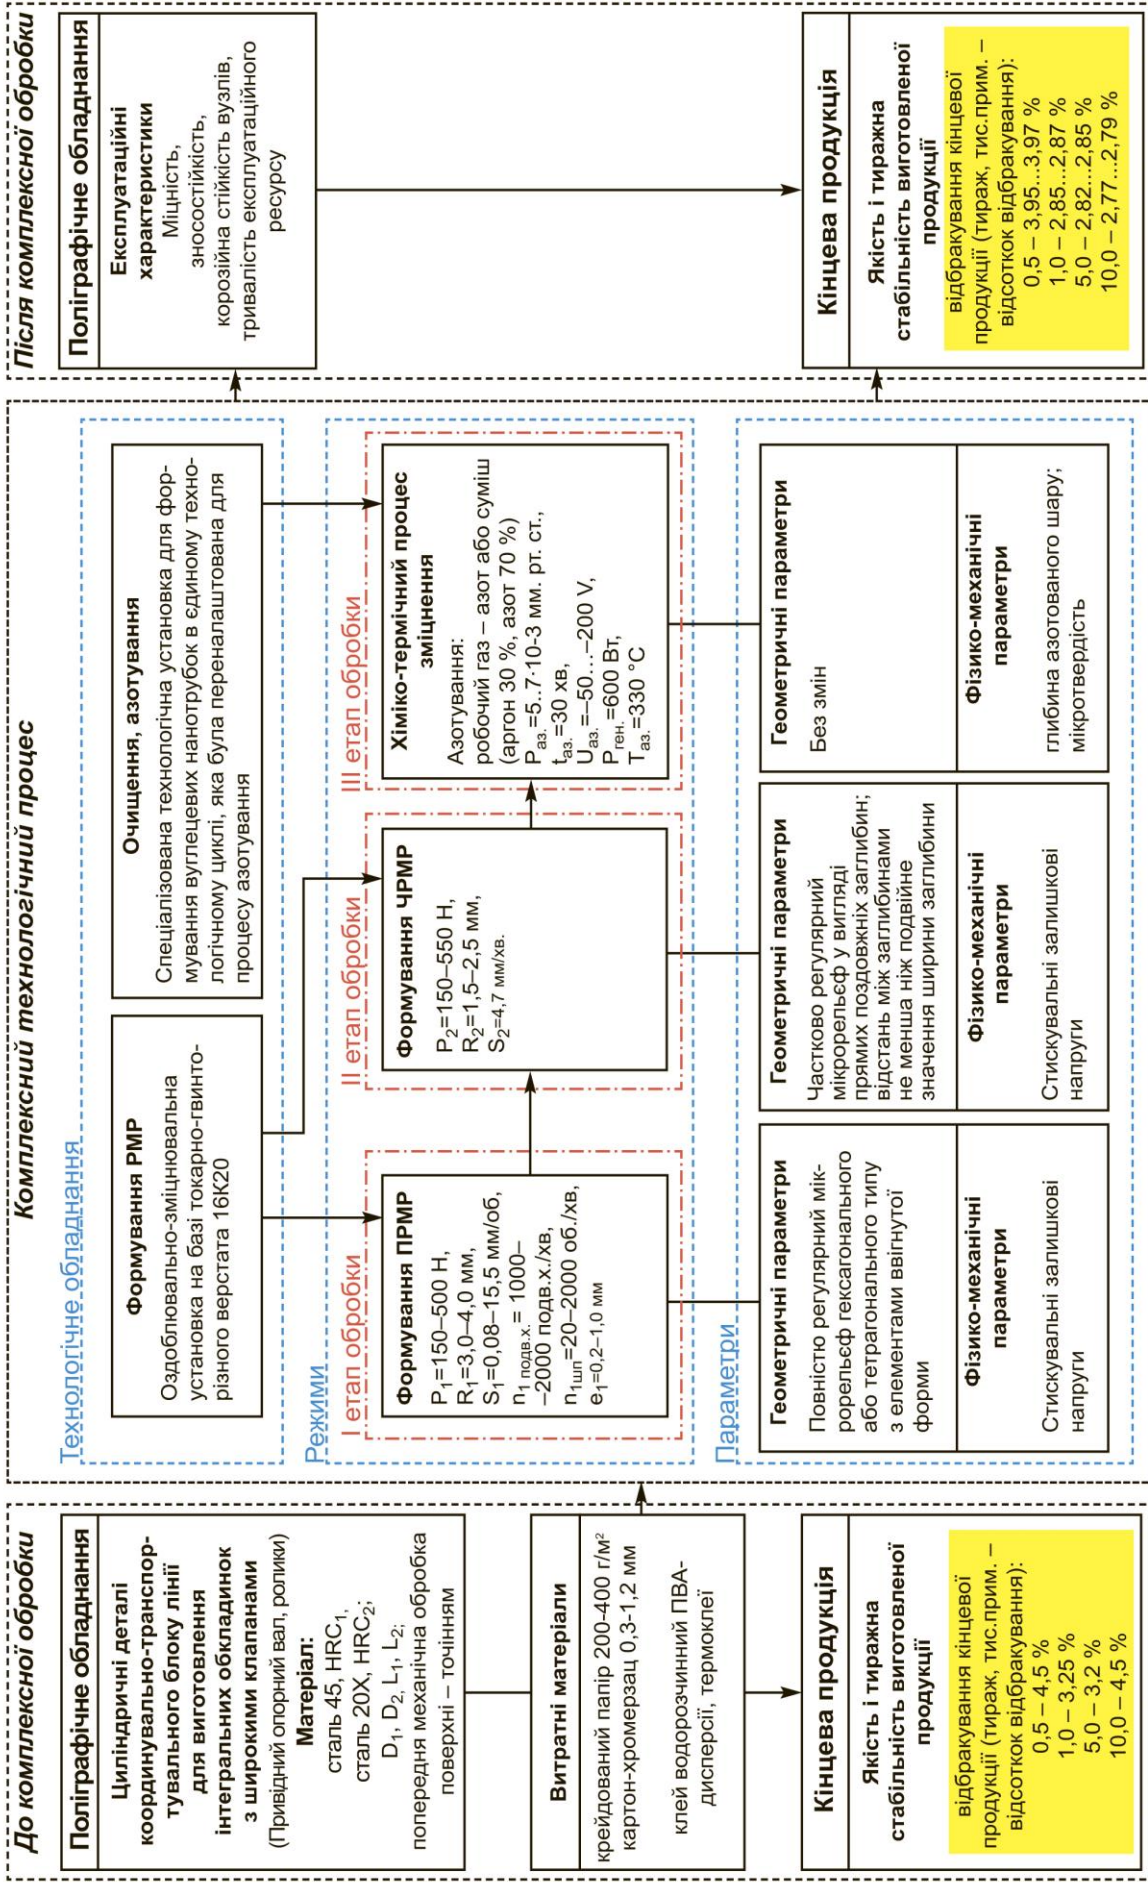 До комплексної обробки
Поліграфічне обладнання
Циліндричні деталі
координувально-транспор-
тувального блоку лінії
для виготовлення
інтегральних обкладинок
з широкими клапанами
(Привідний опорний вал, ролики)
Матеріал:
сталь 45, HRC₁,
сталь 20Х, HRC₂;
D₁, D₂, L₁, L₂;
попередня механічна обробка
поверхні – точінням
Витратні матеріали
крейдований папір 200-400 г/м²
картон-хромерзац 0,3-1,2 мм
клей водорозчинний ПВА-
дисперсії, термоклеї
Кінцева продукція
Якість і тиражна
стабільність виготовленої
продукції
відбракування кінцевої
продукції (тираж, тис.прим. –
відсоткок відбракування):
0,5 – 4,5 %
1,0 – 3,25 %
5,0 – 3,2 %
10,0 – 4,5 %
Комплексний технологічний процес
Технологічне обладнання
Формування РМР
Оздоблювально-зміцнювальна
установка на базі токарно-гвинто-
різного верстата 16К20
Очищення, азотування
Спеціалізована технологічна установка для фор-
мування вуглецевих нанотрубок в єдиному техно-
логічному циклі, яка була переналаштована для
процесу азотування
Режими
I етап обробки
Формування ПРМР
P₁=150–500 Н,
R₁=3,0–4,0 мм,
S₁=0,08–15,5 мм/об,
n₁ подв.х. = 1000–
–2000 подв.х./хв,
n₁шп=20–2000 об./хв,
e₁=0,2–1,0 мм
II етап обробки
Формування ЧРМР
P₂=150–550 Н,
R₂=1,5–2,5 мм,
S₂=4,7 мм/хв.
III етап обробки
Хіміко-термічний процес
зміцнення
Азотування:
робочий газ – азот або суміш
(аргон 30 %, азот 70 %)
Pаз.=5..7·10-3 мм. рт. ст.,
tаз.=30 хв,
Uаз.=–50…–200 V,
Pген.=600 Вт,
Tаз.=330 °C
Параметри
Геометричні параметри
Повністю регулярний мік-
рорельєф гексагонального
або тетрагонального типу
з елементами ввігнутої
форми
Фізико-механічні
параметри
Стискувальні залишкові
напруги
Геометричні параметри
Частково регулярний
мікрорельєф у вигляді
прямих поздовжніх заглибин;
відстань між заглибинами
не менша ніж подвійне
значення ширини заглибини
Фізико-механічні
параметри
Стискувальні залишкові
напруги
Геометричні параметри
Без змін
Фізико-механічні
параметри
глибина азотованого шару;
мікротвердість
Після комплексної обробки
Поліграфічне обладнання
Експлуатаційні
характеристики
Міцність,
зносостійкість,
корозійна стійкість вузлів,
тривалість експлуатаційного
ресурсу
Кінцева продукція
Якість і тиражна
стабільність виготовленої
продукції
відбракування кінцевої
продукції (тираж, тис.прим. –
відсоткок відбракування):
0,5 – 3,95...3,97 %
1,0 – 2,85...2,87 %
5,0 – 2,82...2,85 %
10,0 – 2,77...2,79 %